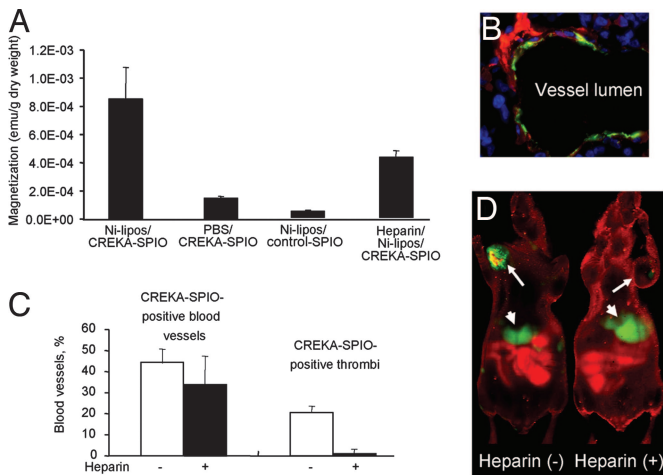 A
Magnetization (emu/g dry weight)
1.2E-03
1.0E-03
8.0E-04
6.0E-04
4.0E-04
2.0E-04
0.0E+00
Ni-lipos/
CREKA-SPIO
PBS/
CREKA-SPIO
Ni-lipos/
control-SPIO
Heparin/
Ni-lipos/
CREKA-SPIO
B
Vessel lumen
C
CREKA-SPIO-
positive blood
vessels
CREKA-SPIO-
positive thrombi
Blood vessels, %
60
50
40
30
20
10
0
Heparin - + - +
D
Heparin (-) Heparin (+)